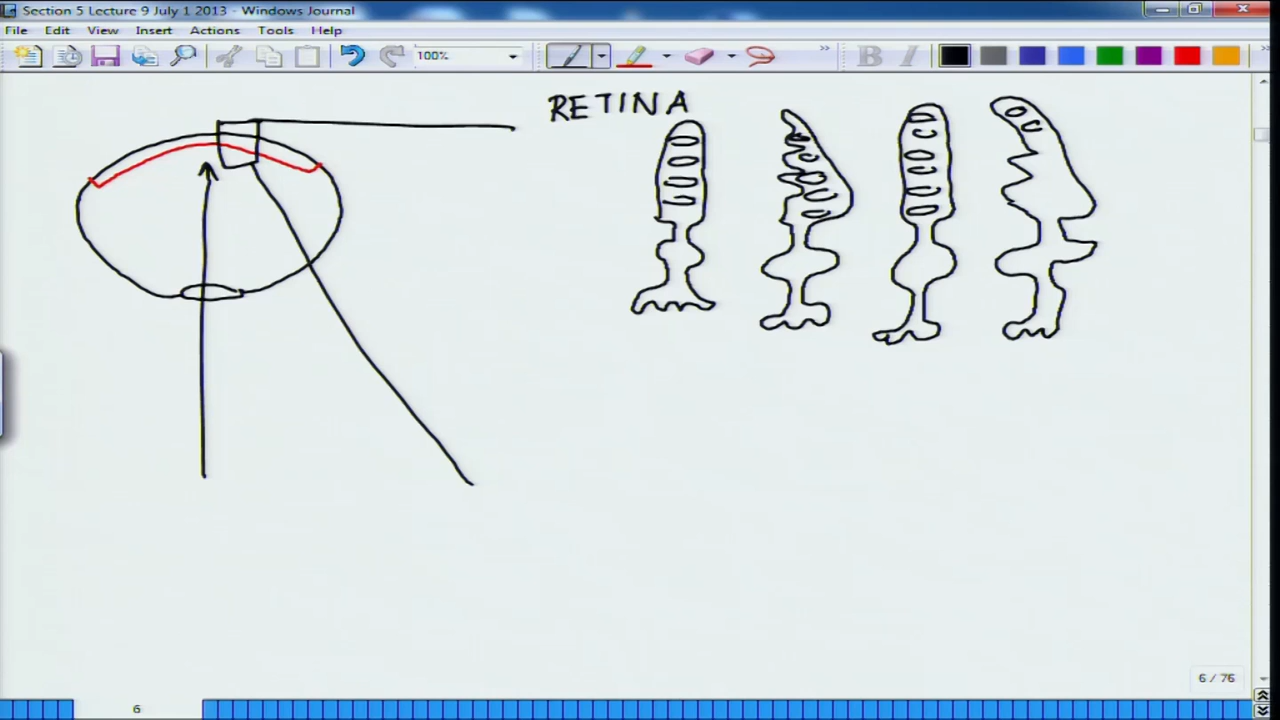 Section 5 Lecture 9 July 1 2013 - Windows Journal
File Edit View Insert Actions Tools Help
100%
B I
RETINA
6 / 76
6